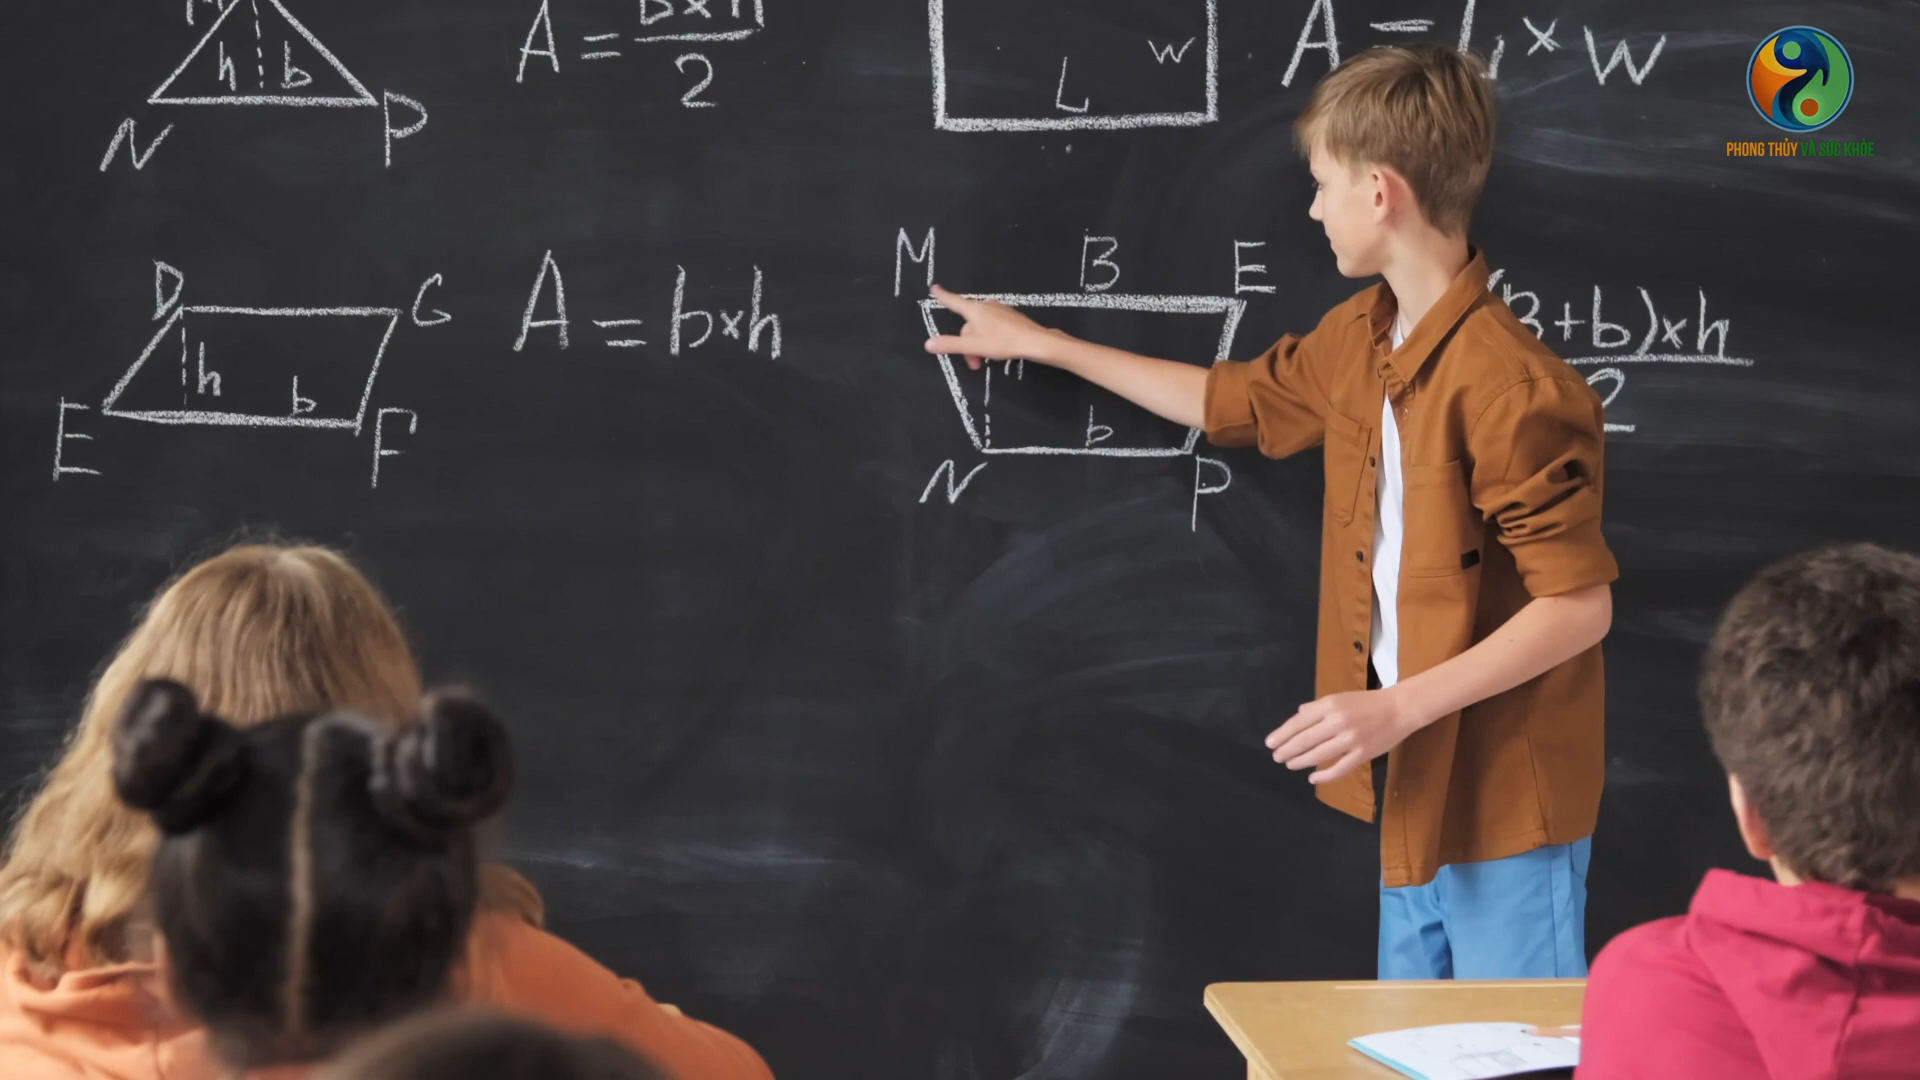 M
h b
N P
A = b×h
2
L
W
A = L × W
PHONG THỦY VÀ SỨC KHỎE
D G
h
b
E F
A = b×h
M B E
h
b
N P
(B+b)×h
2